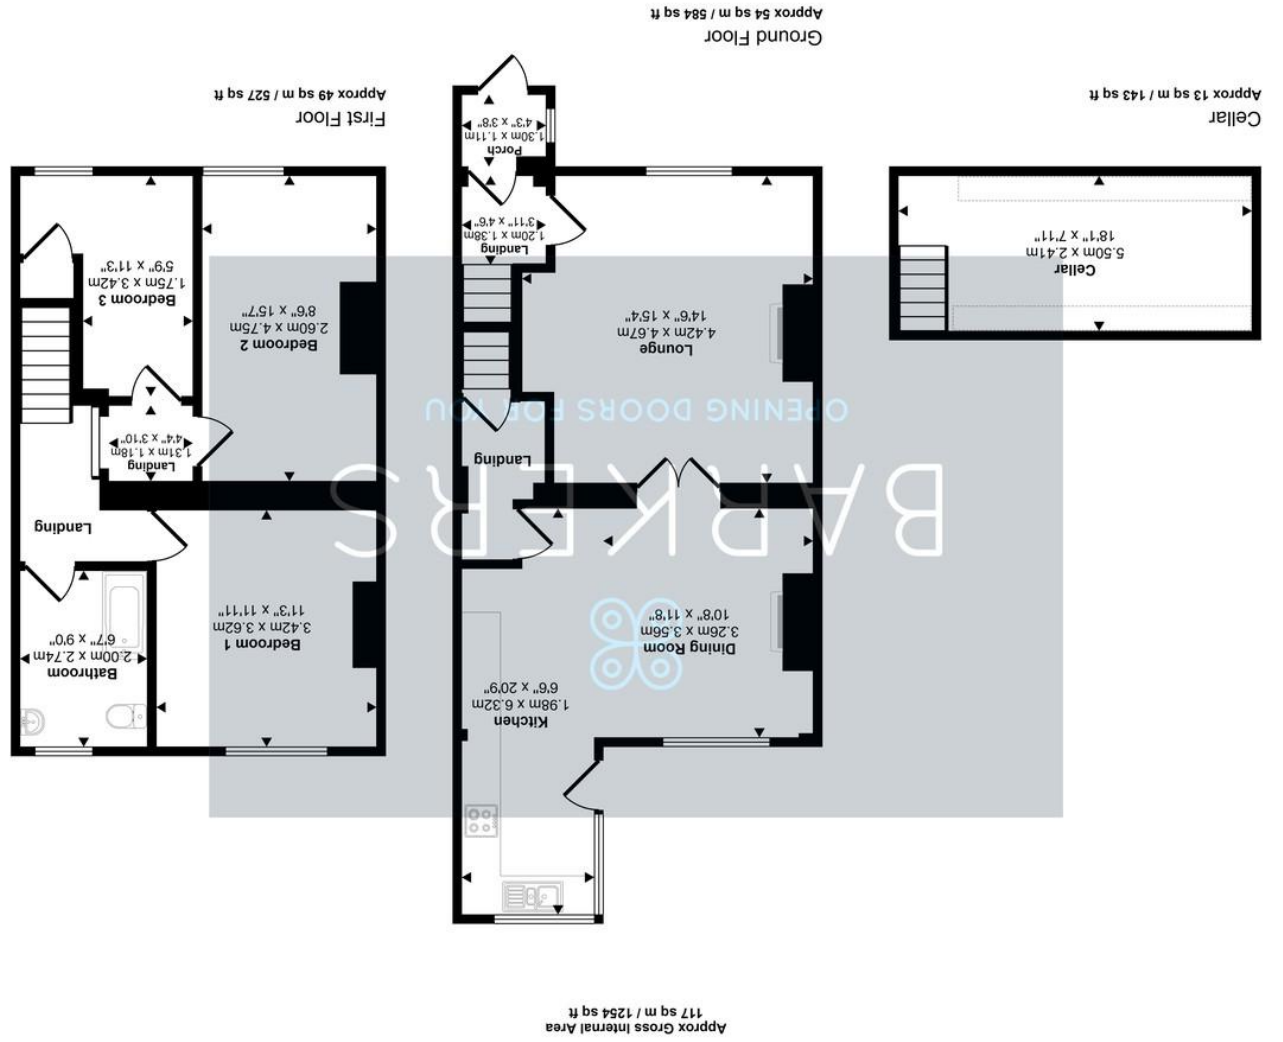 Approx Gross Internal Area
117 sq m / 1254 sq ft
Cellar
5.50m x 2.41m
18'1" x 7'11"
Cellar
Approx 13 sq m / 143 sq ft
Kitchen
1.98m x 6.32m
6'6" x 20'9"
Dining Room
3.26m x 3.56m
10'8" x 11'8"
Landing
Lounge
4.42m x 4.67m
14'6" x 15'4"
Landing
1.20m x 1.38m
3'11" x 4'6"
Porch
1.30m x 1.11m
4'3" x 3'8"
Ground Floor
Approx 54 sq m / 584 sq ft
Bathroom
2.00m x 2.74m
6'7" x 9'0"
Bedroom 1
3.42m x 3.62m
11'3" x 11'11"
Landing
Landing
1.31m x 1.18m
4'4" x 3'10"
Bedroom 2
2.60m x 4.75m
8'6" x 15'7"
Bedroom 3
1.75m x 3.42m
5'9" x 11'3"
First Floor
Approx 49 sq m / 527 sq ft
BARKERS
OPENING DOORS FOR YOU